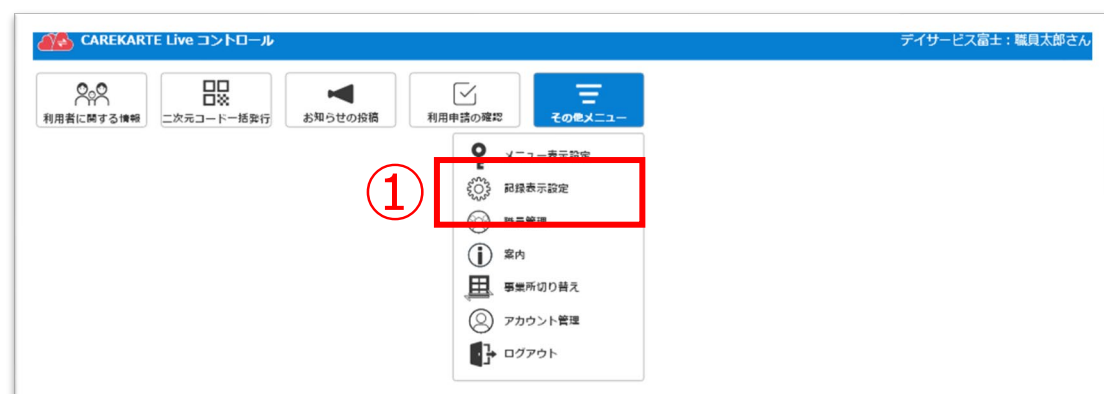 CAREKARTE Live コントロール
デイサービス富士：職員太郎さん
利用者に関する情報
二次元コード一括発行
お知らせの投稿
利用申請の確認
その他メニュー
メニュー表示設定
①
記録表示設定
職員管理
案内
事業所切り替え
アカウント管理
ログアウト